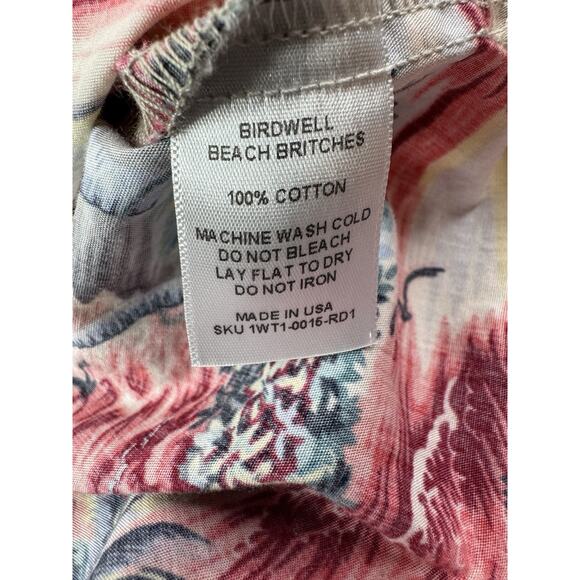 BIRDWELL
BEACH BRITCHES
100% COTTON
MACHINE WASH COLD
DO NOT BLEACH
LAY FLAT TO DRY
DO NOT IRON
MADE IN USA
SKU 1WT1-0015-RD1